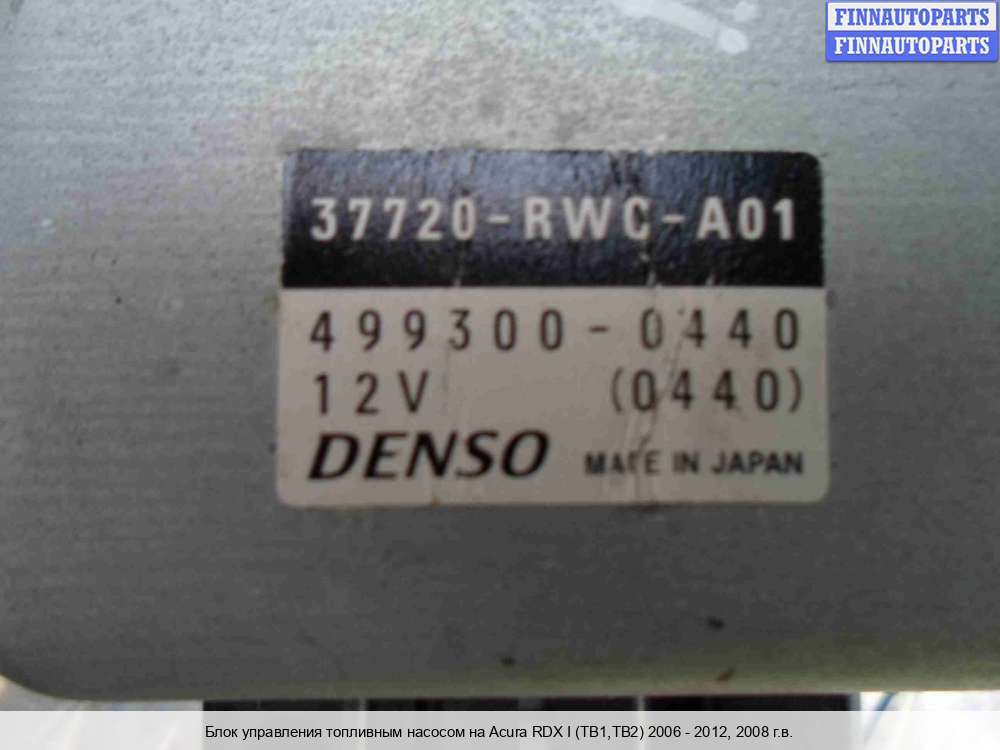 FINNAUTOPARTS
FINNAUTOPARTS
37720-RWC-A01
499300-0440
12V (0440)
DENSO MADE IN JAPAN
Блок управления топливным насосом на Acura RDX I (TB1,TB2) 2006 - 2012, 2008 г.в.